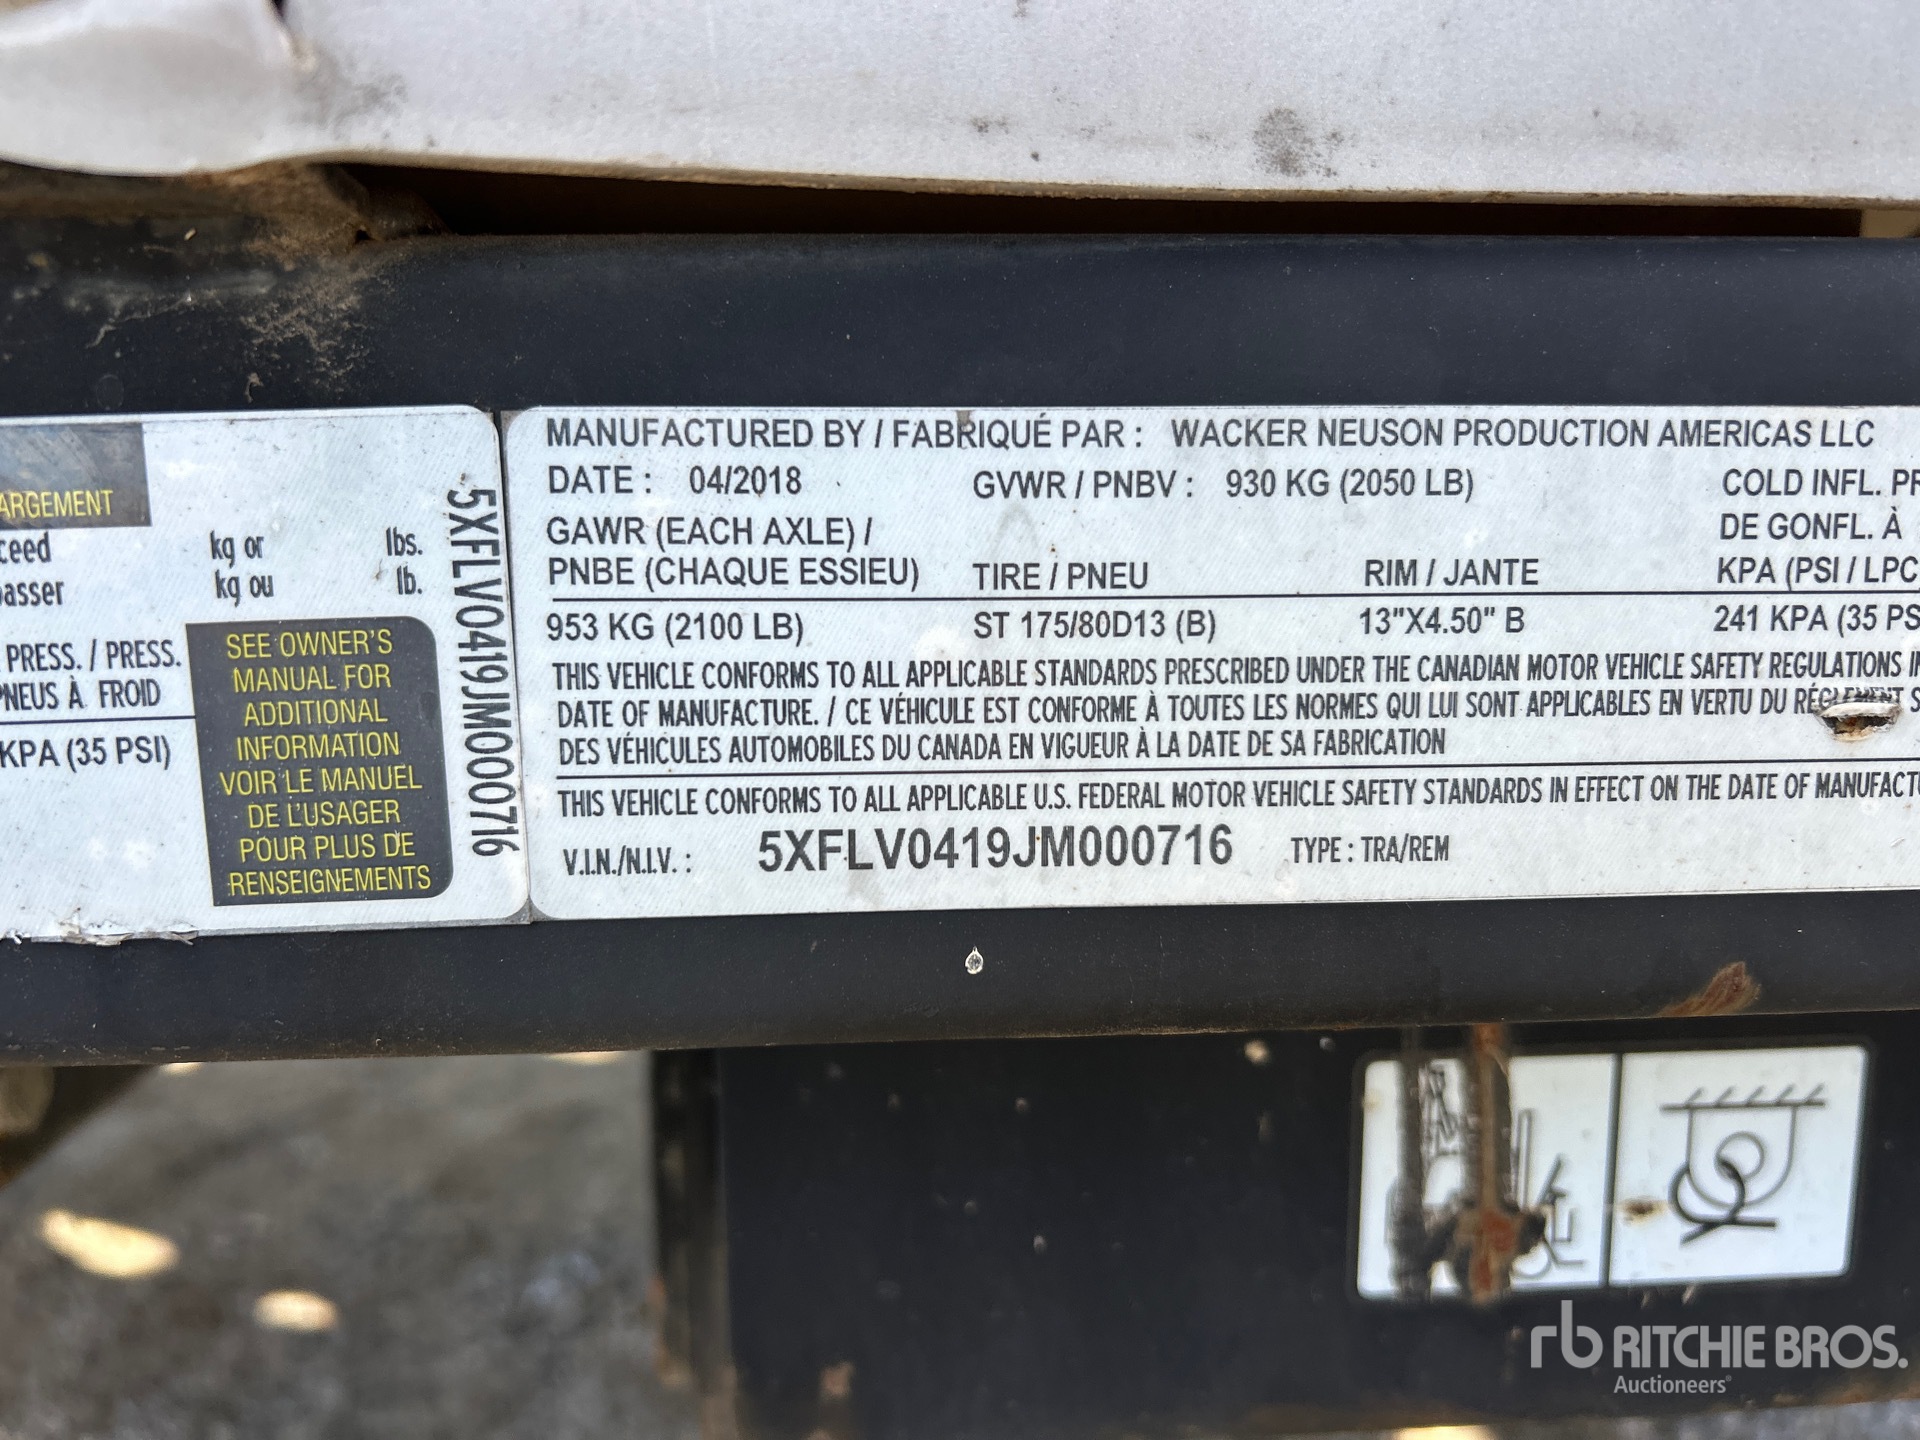 ARGEMENT
ceed kg or lbs.
passer kg ou lb.
PRESS. / PRESS.
PNEUS À FROID
KPA (35 PSI)
SEE OWNER'S
MANUAL FOR
ADDITIONAL
INFORMATION
VOIR LE MANUEL
DE L'USAGER
POUR PLUS DE
RENSEIGNEMENTS
5XFLV0419JM000716
MANUFACTURED BY / FABRIQUÉ PAR : WACKER NEUSON PRODUCTION AMERICAS LLC
DATE : 04/2018 GVWR / PNBV : 930 KG (2050 LB) COLD INFL. PR
GAWR (EACH AXLE) / DE GONFL. À
PNBE (CHAQUE ESSIEU) TIRE / PNEU RIM / JANTE KPA (PSI / LPC
953 KG (2100 LB) ST 175/80D13 (B) 13"X4.50" B 241 KPA (35 PS
THIS VEHICLE CONFORMS TO ALL APPLICABLE STANDARDS PRESCRIBED UNDER THE CANADIAN MOTOR VEHICLE SAFETY REGULATIONS IN
DATE OF MANUFACTURE. / CE VÉHICULE EST CONFORME À TOUTES LES NORMES QUI LUI SONT APPLICABLES EN VERTU DU RÉGLEMENT S
DES VÉHICULES AUTOMOBILES DU CANADA EN VIGUEUR À LA DATE DE SA FABRICATION
THIS VEHICLE CONFORMS TO ALL APPLICABLE U.S. FEDERAL MOTOR VEHICLE SAFETY STANDARDS IN EFFECT ON THE DATE OF MANUFACTU
V.I.N./N.I.V. : 5XFLV0419JM000716 TYPE : TRA/REM
rb RITCHIE BROS.
Auctioneers®